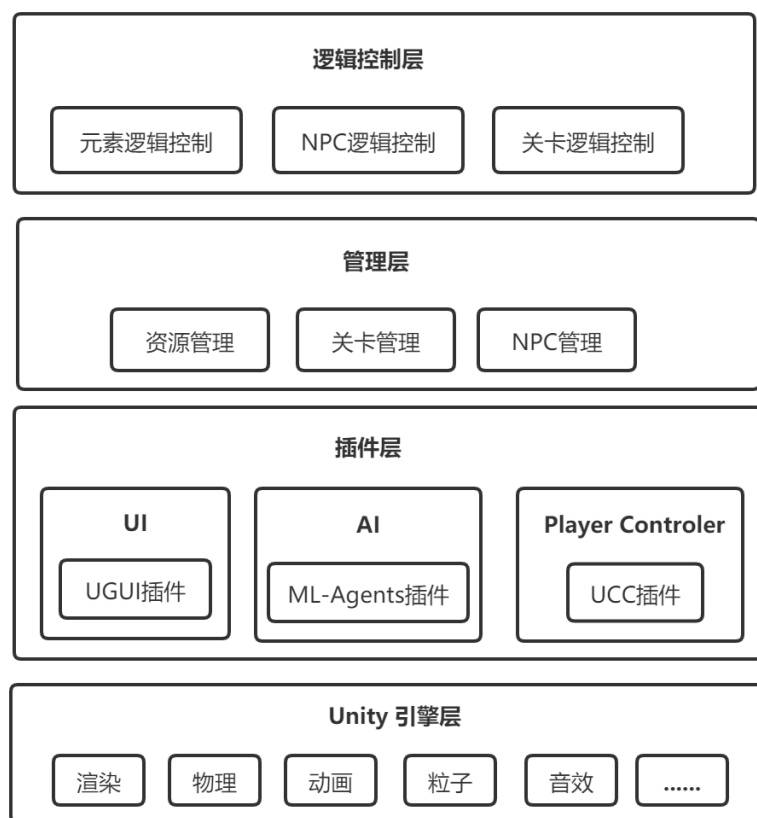 逻辑控制层
元素逻辑控制 NPC逻辑控制 关卡逻辑控制
管理层
资源管理 关卡管理 NPC管理
插件层
UI AI Player Controler
UGUI插件 ML-Agents插件 UCC插件
Unity 引擎层
渲染 物理 动画 粒子 音效 ......